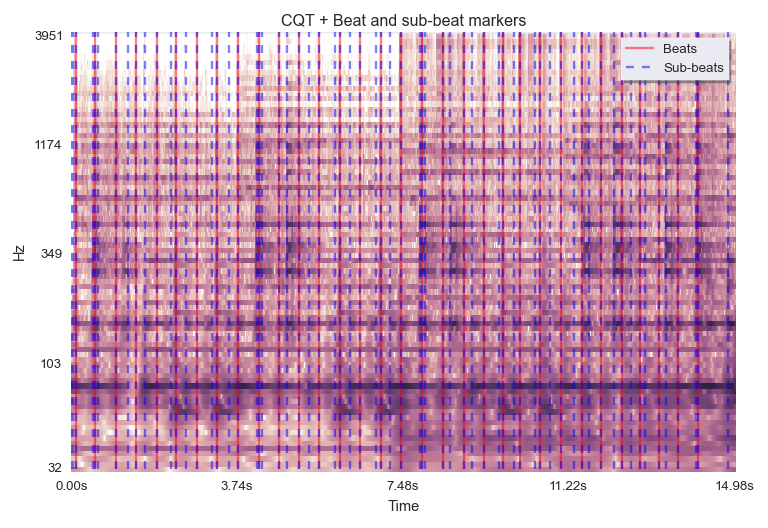 CQT + Beat and sub-beat markers
3951
1174
349
103
32
Hz
Beats
Sub-beats
0.00s 3.74s 7.48s 11.22s 14.98s
Time